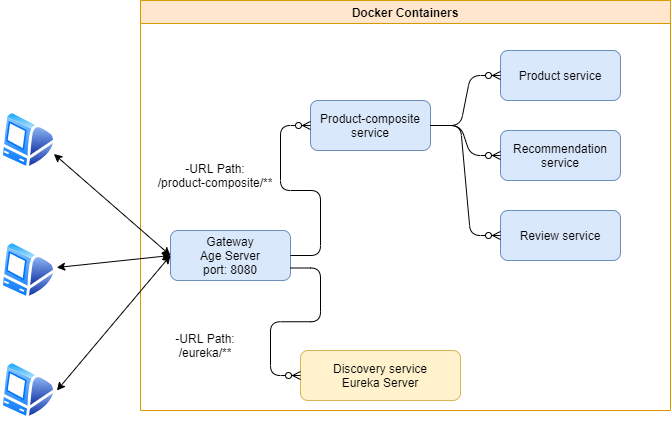 Docker Containers
Product service
Product-composite
service
Recommendation
service
-URL Path:
/product-composite/**
Review service
Gateway
Age Server
port: 8080
-URL Path:
/eureka/**
Discovery service
Eureka Server